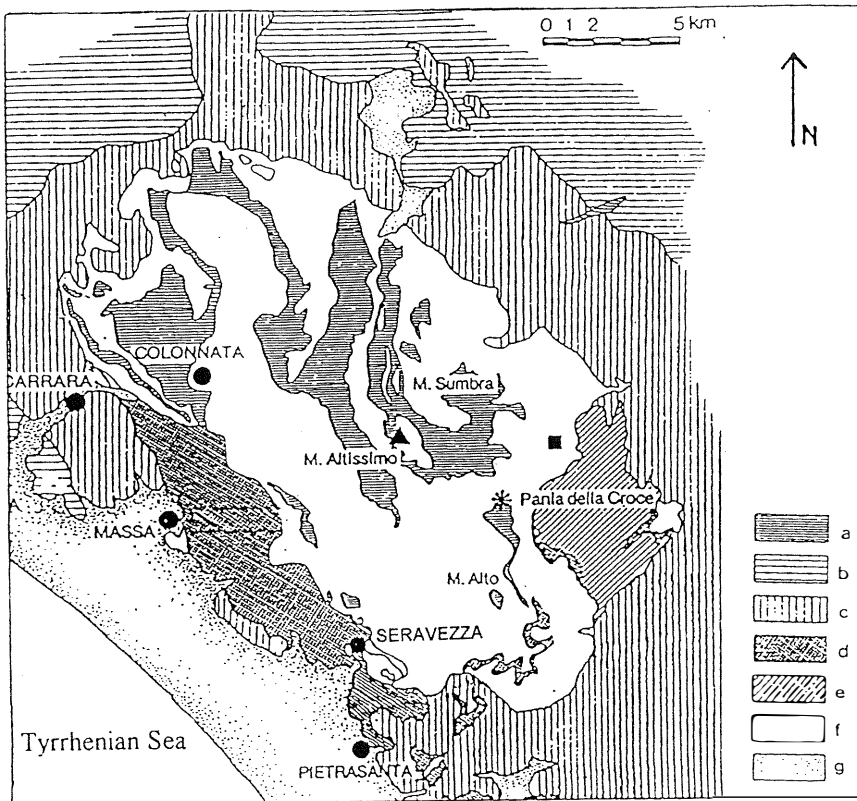 0 1 2 5 km
N
COLONNATA
CARRARA
M. Sumbra
M. Altissimo
Pania della Croce
MASSA
A
M. Alto
SERAVEZZA
PIETRASANTA
Tyrrhenian Sea
a
b
c
d
e
f
g